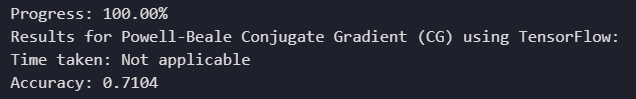 Progress: 100.00%
Results for Powell-Beale Conjugate Gradient (CG) using TensorFlow:
Time taken: Not applicable
Accuracy: 0.7104